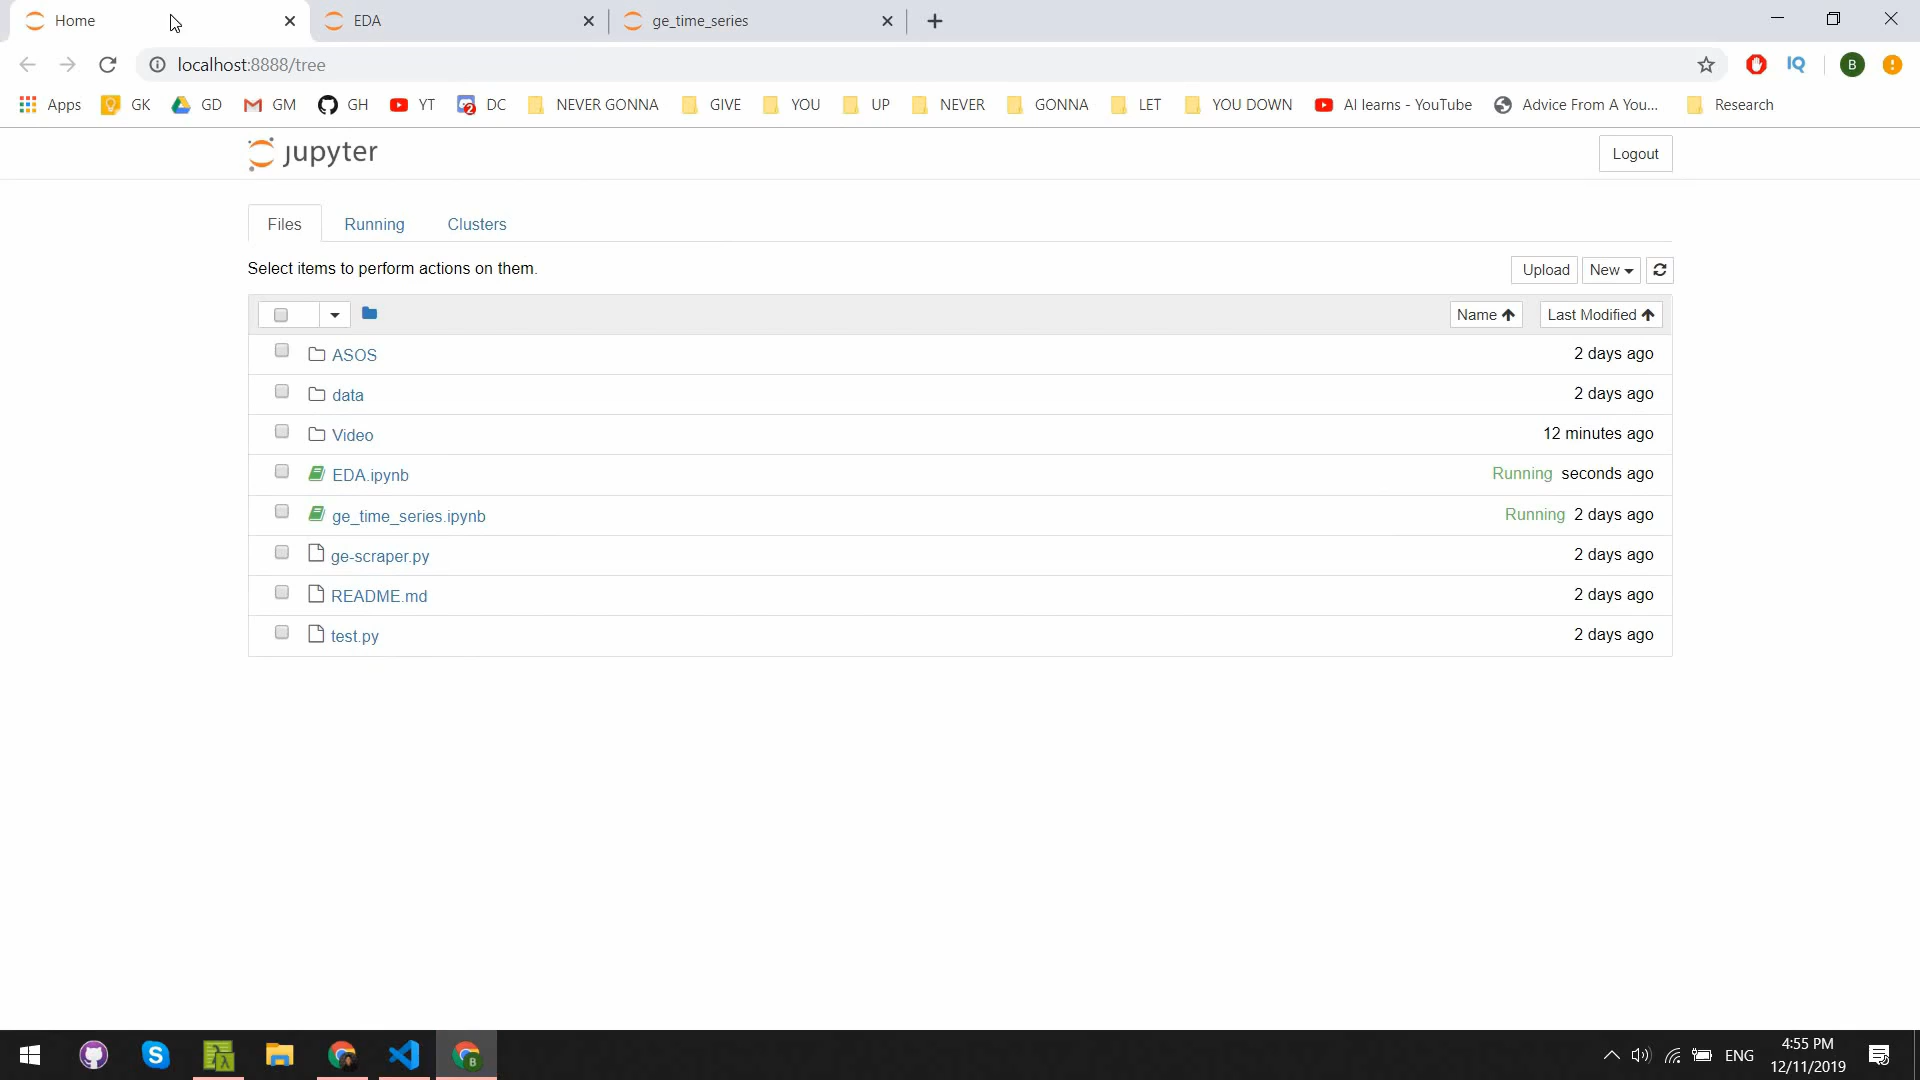 Home EDA ge_time_series
localhost:8888/tree
Apps GK GD GM GH YT DC NEVER GONNA GIVE YOU UP NEVER GONNA LET YOU DOWN AI learns - YouTube Advice From A You... Research
jupyter Logout
Files Running Clusters
Select items to perform actions on them. Upload New
Name Last Modified
ASOS 2 days ago
data 2 days ago
Video 12 minutes ago
EDA.ipynb Running seconds ago
ge_time_series.ipynb Running 2 days ago
ge-scraper.py 2 days ago
README.md 2 days ago
test.py 2 days ago
ENG 4:55 PM
12/11/2019